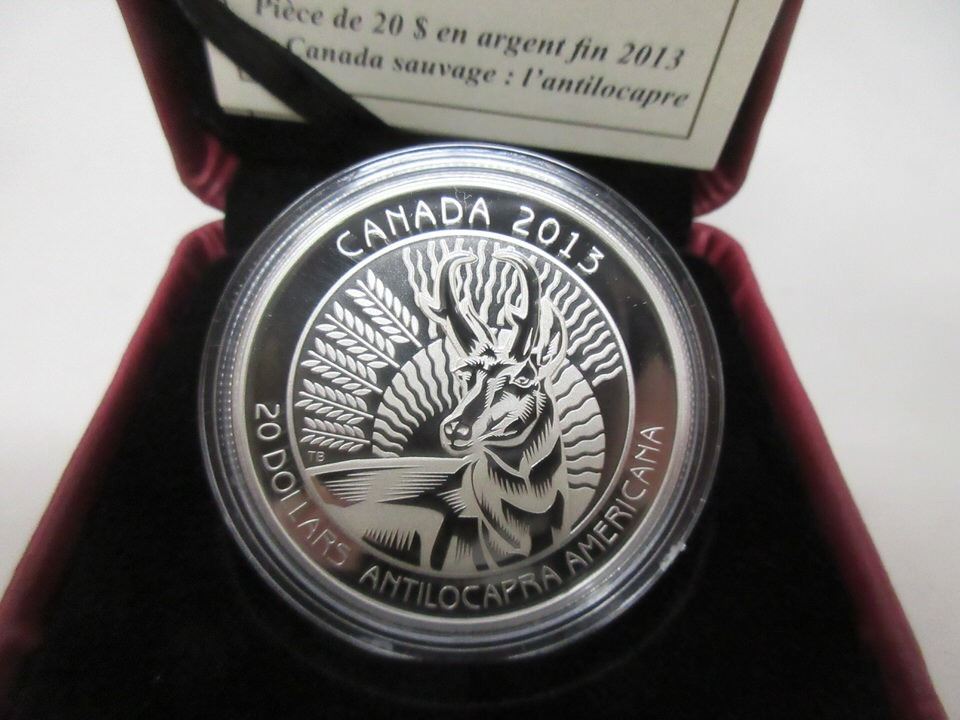 Pièce de 20 $ en argent fin 2013
Canada sauvage : l'antilocapre
CANADA 2013
20 DOLLARS
TB
ANTILOCAPRA AMERICANA